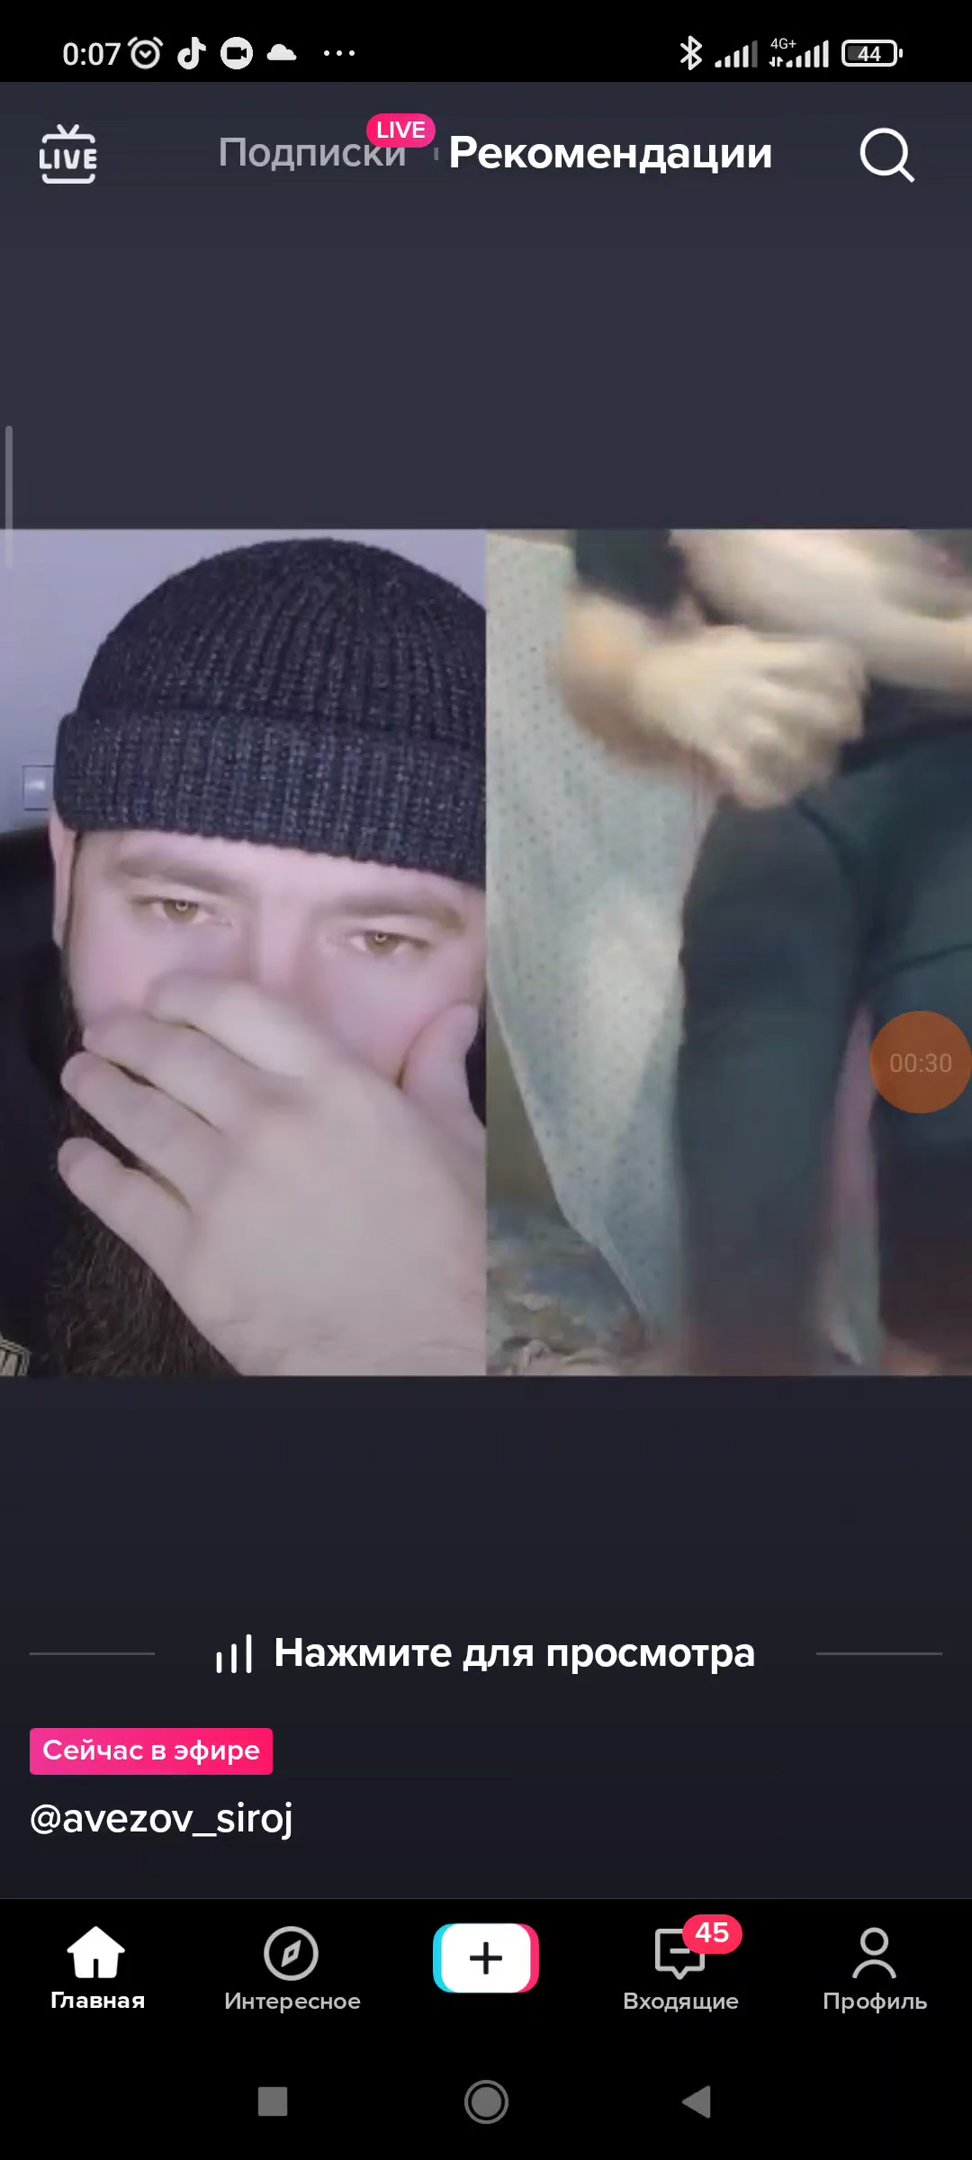 0:07
4G+
44
LIVE
LIVE
Подписки
Рекомендации
00:30
Нажмите для просмотра
Сейчас в эфире
@avezov_siroj
45
Главная
Интересное
Входящие
Профиль